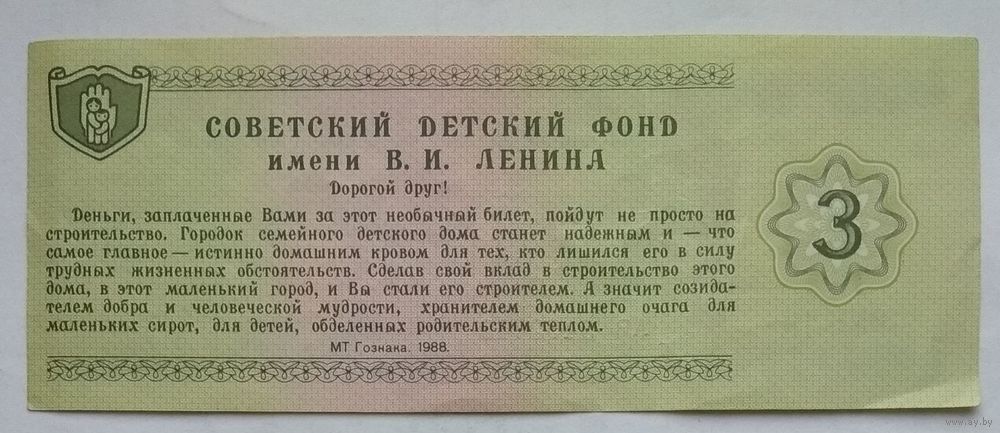 СОВЕТСКИЙ ДЕТСКИЙ ФОНД
имени В. И. ЛЕНИНА
Дорогой друг!
Деньги, заплаченные Вами за этот необычный билет, пойдут не просто на
строительство. Городок семейного детского дома станет надежным и — что
самое главное — истинно домашним кровом для тех, кто лишился его в силу
трудных жизненных обстоятельств. Сделав свой вклад в строительство этого
дома, в этот маленький город, и Вы стали его строителем. А значит созида-
телем добра и человеческой мудрости, хранителем домашнего очага для
маленьких сирот, для детей, обделенных родительским теплом.
МТ Гознака. 1988.
3
www.ay.by